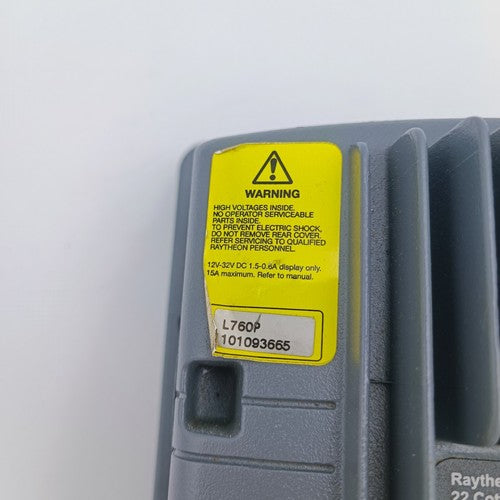 WARNING
HIGH VOLTAGES INSIDE.
NO OPERATOR SERVICEABLE
PARTS INSIDE.
TO PREVENT ELECTRIC SHOCK,
DO NOT REMOVE REAR COVER.
REFER SERVICING TO QUALIFIED
RAYTHEON PERSONNEL.
12V-32V DC 1.5-0.6A display only.
15A maximum. Refer to manual.
L760P
101093665
Raythe
22 Co